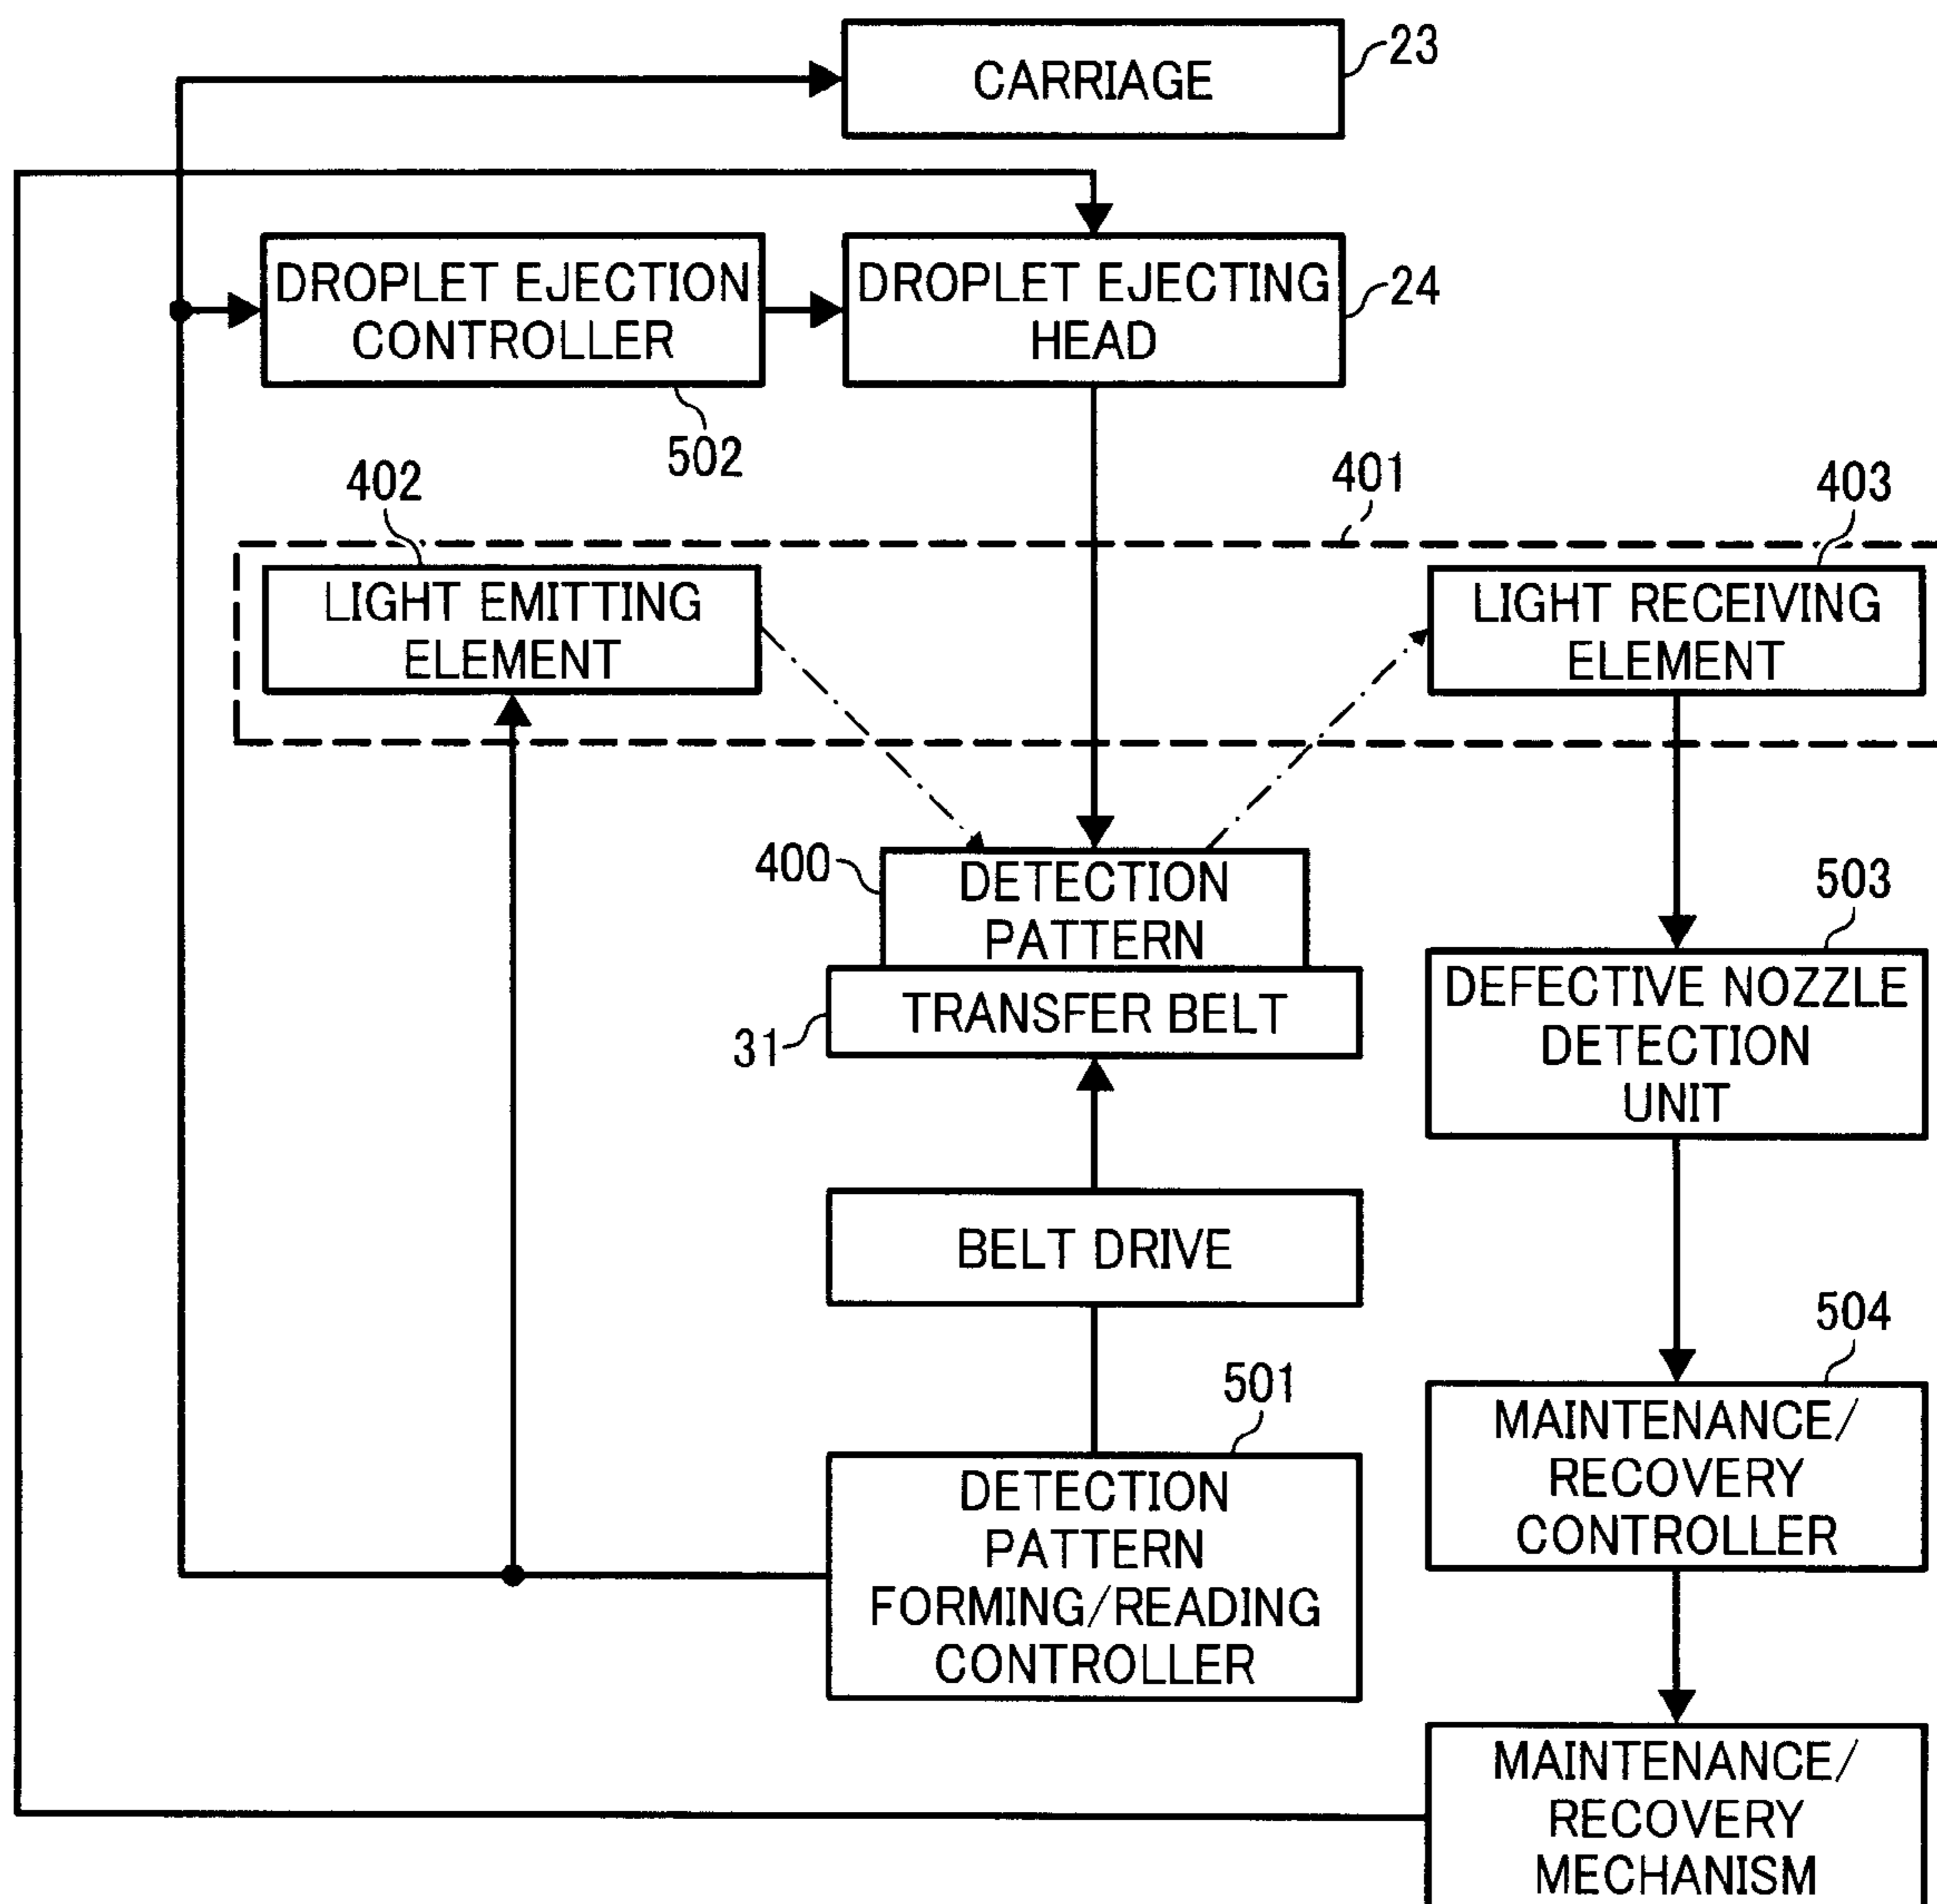 CARRIAGE
23
DROPLET EJECTION
CONTROLLER
502
DROPLET EJECTING
HEAD
24
402
401
403
LIGHT EMITTING
ELEMENT
LIGHT RECEIVING
ELEMENT
400
DETECTION
PATTERN
31
TRANSFER BELT
503
DEFECTIVE NOZZLE
DETECTION
UNIT
BELT DRIVE
504
MAINTENANCE/
RECOVERY
CONTROLLER
501
DETECTION
PATTERN
FORMING/READING
CONTROLLER
MAINTENANCE/
RECOVERY
MECHANISM